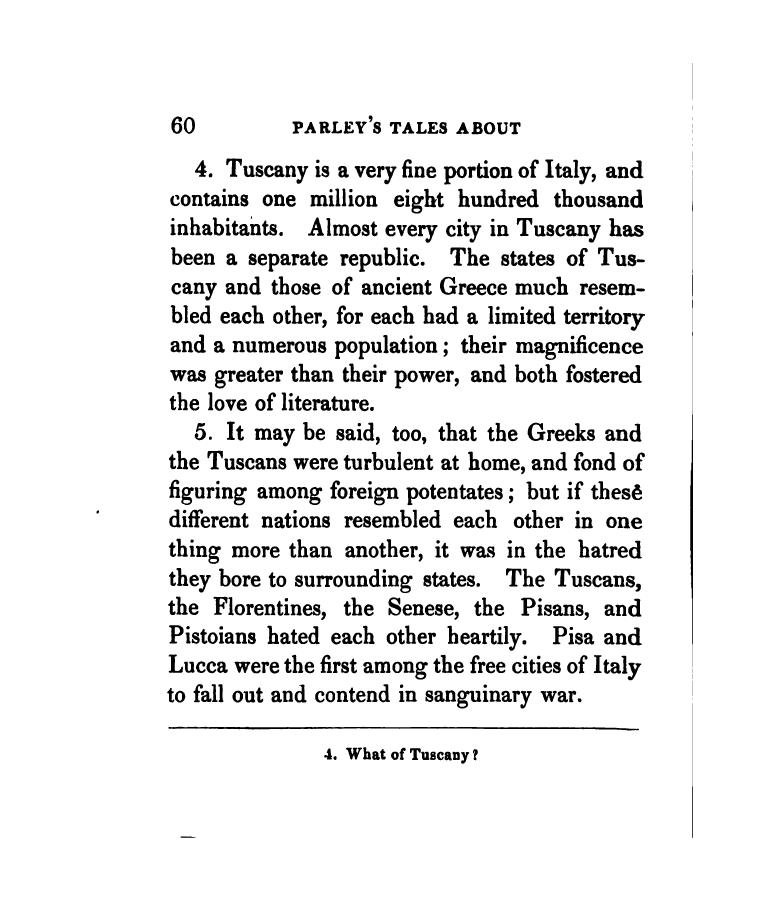 60 PARLEY'S TALES ABOUT
4. Tuscany is a very fine portion of Italy, and
contains one million eight hundred thousand
inhabitants. Almost every city in Tuscany has
been a separate republic. The states of Tus-
cany and those of ancient Greece much resem-
bled each other, for each had a limited territory
and a numerous population; their magnificence
was greater than their power, and both fostered
the love of literature.
5. It may be said, too, that the Greeks and
the Tuscans were turbulent at home, and fond of
figuring among foreign potentates; but if these
different nations resembled each other in one
thing more than another, it was in the hatred
they bore to surrounding states. The Tuscans,
the Florentines, the Senese, the Pisans, and
Pistoians hated each other heartily. Pisa and
Lucca were the first among the free cities of Italy
to fall out and contend in sanguinary war.
4. What of Tuscany?